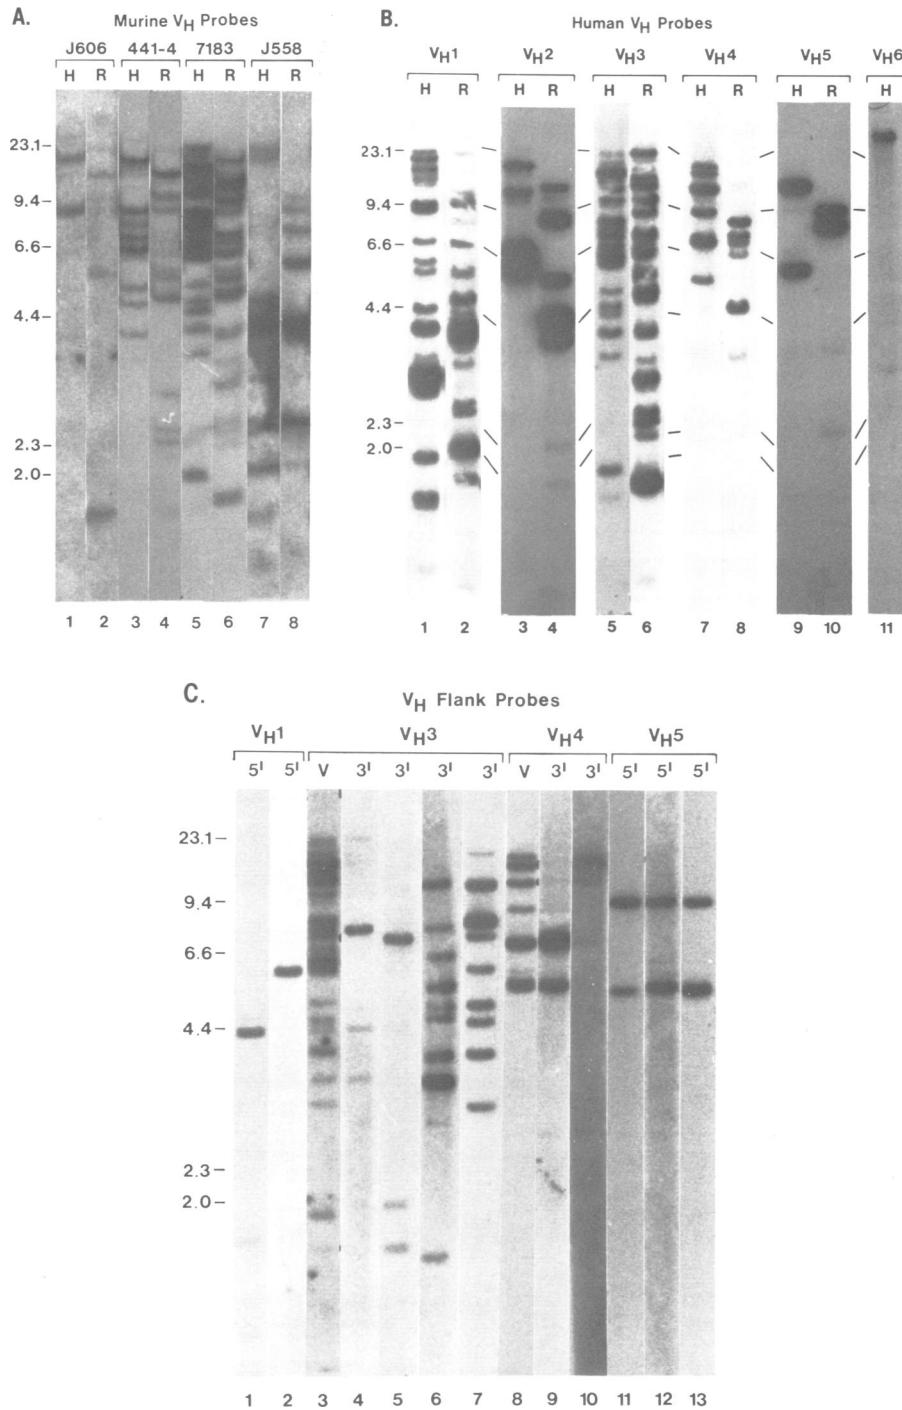 A.
Murine VH Probes
J606 441-4 7183 J558
H R H R H R H R
23.1
9.4
6.6
4.4
2.3
2.0
1 2 3 4 5 6 7 8
B.
Human VH Probes
VH1 VH2 VH3 VH4 VH5 VH6
H R H R H R H R H R H
23.1
9.4
6.6
4.4
2.3
2.0
1 2 3 4 5 6 7 8 9 10 11
C.
VH Flank Probes
VH1 VH3 VH4 VH5
5' 5' V 3' 3' 3' 3' V 3' 3' 5' 5' 5'
23.1
9.4
6.6
4.4
2.3
2.0
1 2 3 4 5 6 7 8 9 10 11 12 13